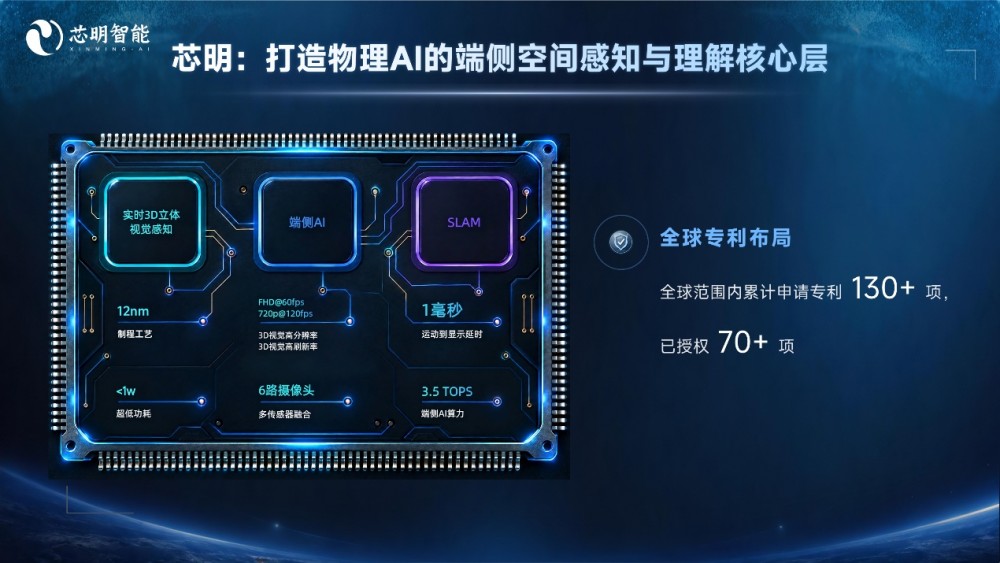 芯明智能
XINMING·AI
芯明：打造物理AI的端侧空间感知与理解核心层
实时3D立体
视觉感知
端侧AI
SLAM
12nm
制程工艺
FHD@60fps
720p@120fps
3D视觉高分辨率
3D视觉高刷新率
1毫秒
运动到显示延时
<1w
超低功耗
6路摄像头
多传感器融合
3.5 TOPS
端侧AI算力
全球专利布局
全球范围内累计申请专利 130+ 项，
已授权 70+ 项